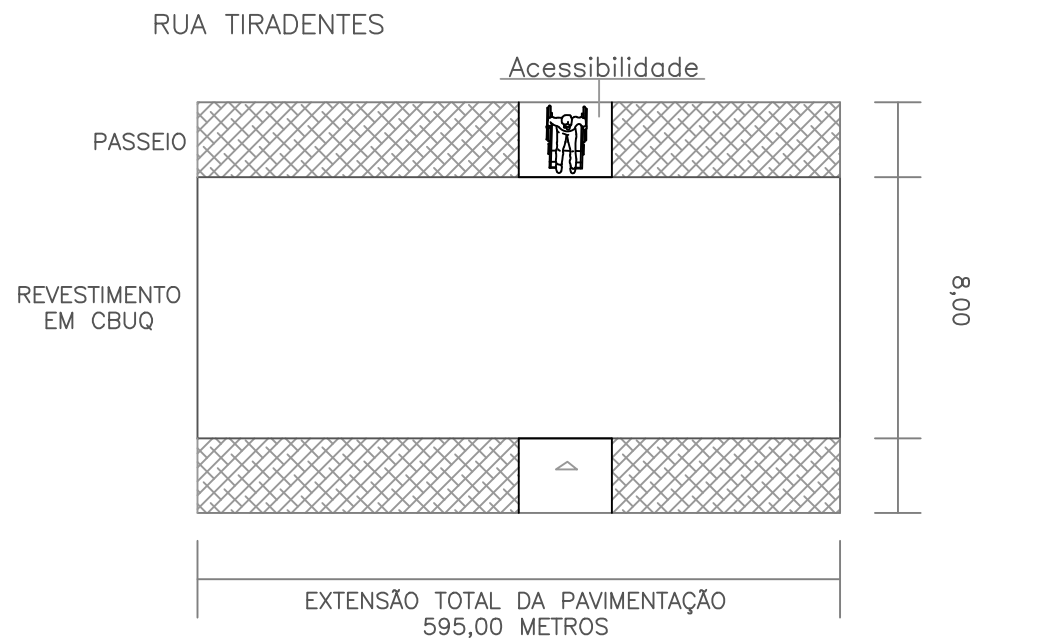 RUA TIRADENTES
Acessibilidade
PASSEIO
REVESTIMENTO
EM CBUQ
8,00
EXTENSÃO TOTAL DA PAVIMENTAÇÃO
595,00 METROS